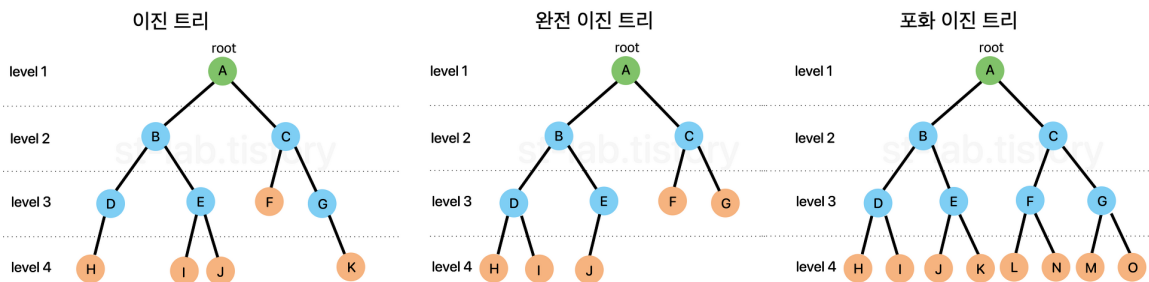 이진 트리
root
level 1
A
level 2
B C
level 3
D E F G
level 4
H I J K
완전 이진 트리
root
level 1
A
level 2
B C
level 3
D E F G
level 4
H I J
포화 이진 트리
root
level 1
A
level 2
B C
level 3
D E F G
level 4
H I J K L N M O